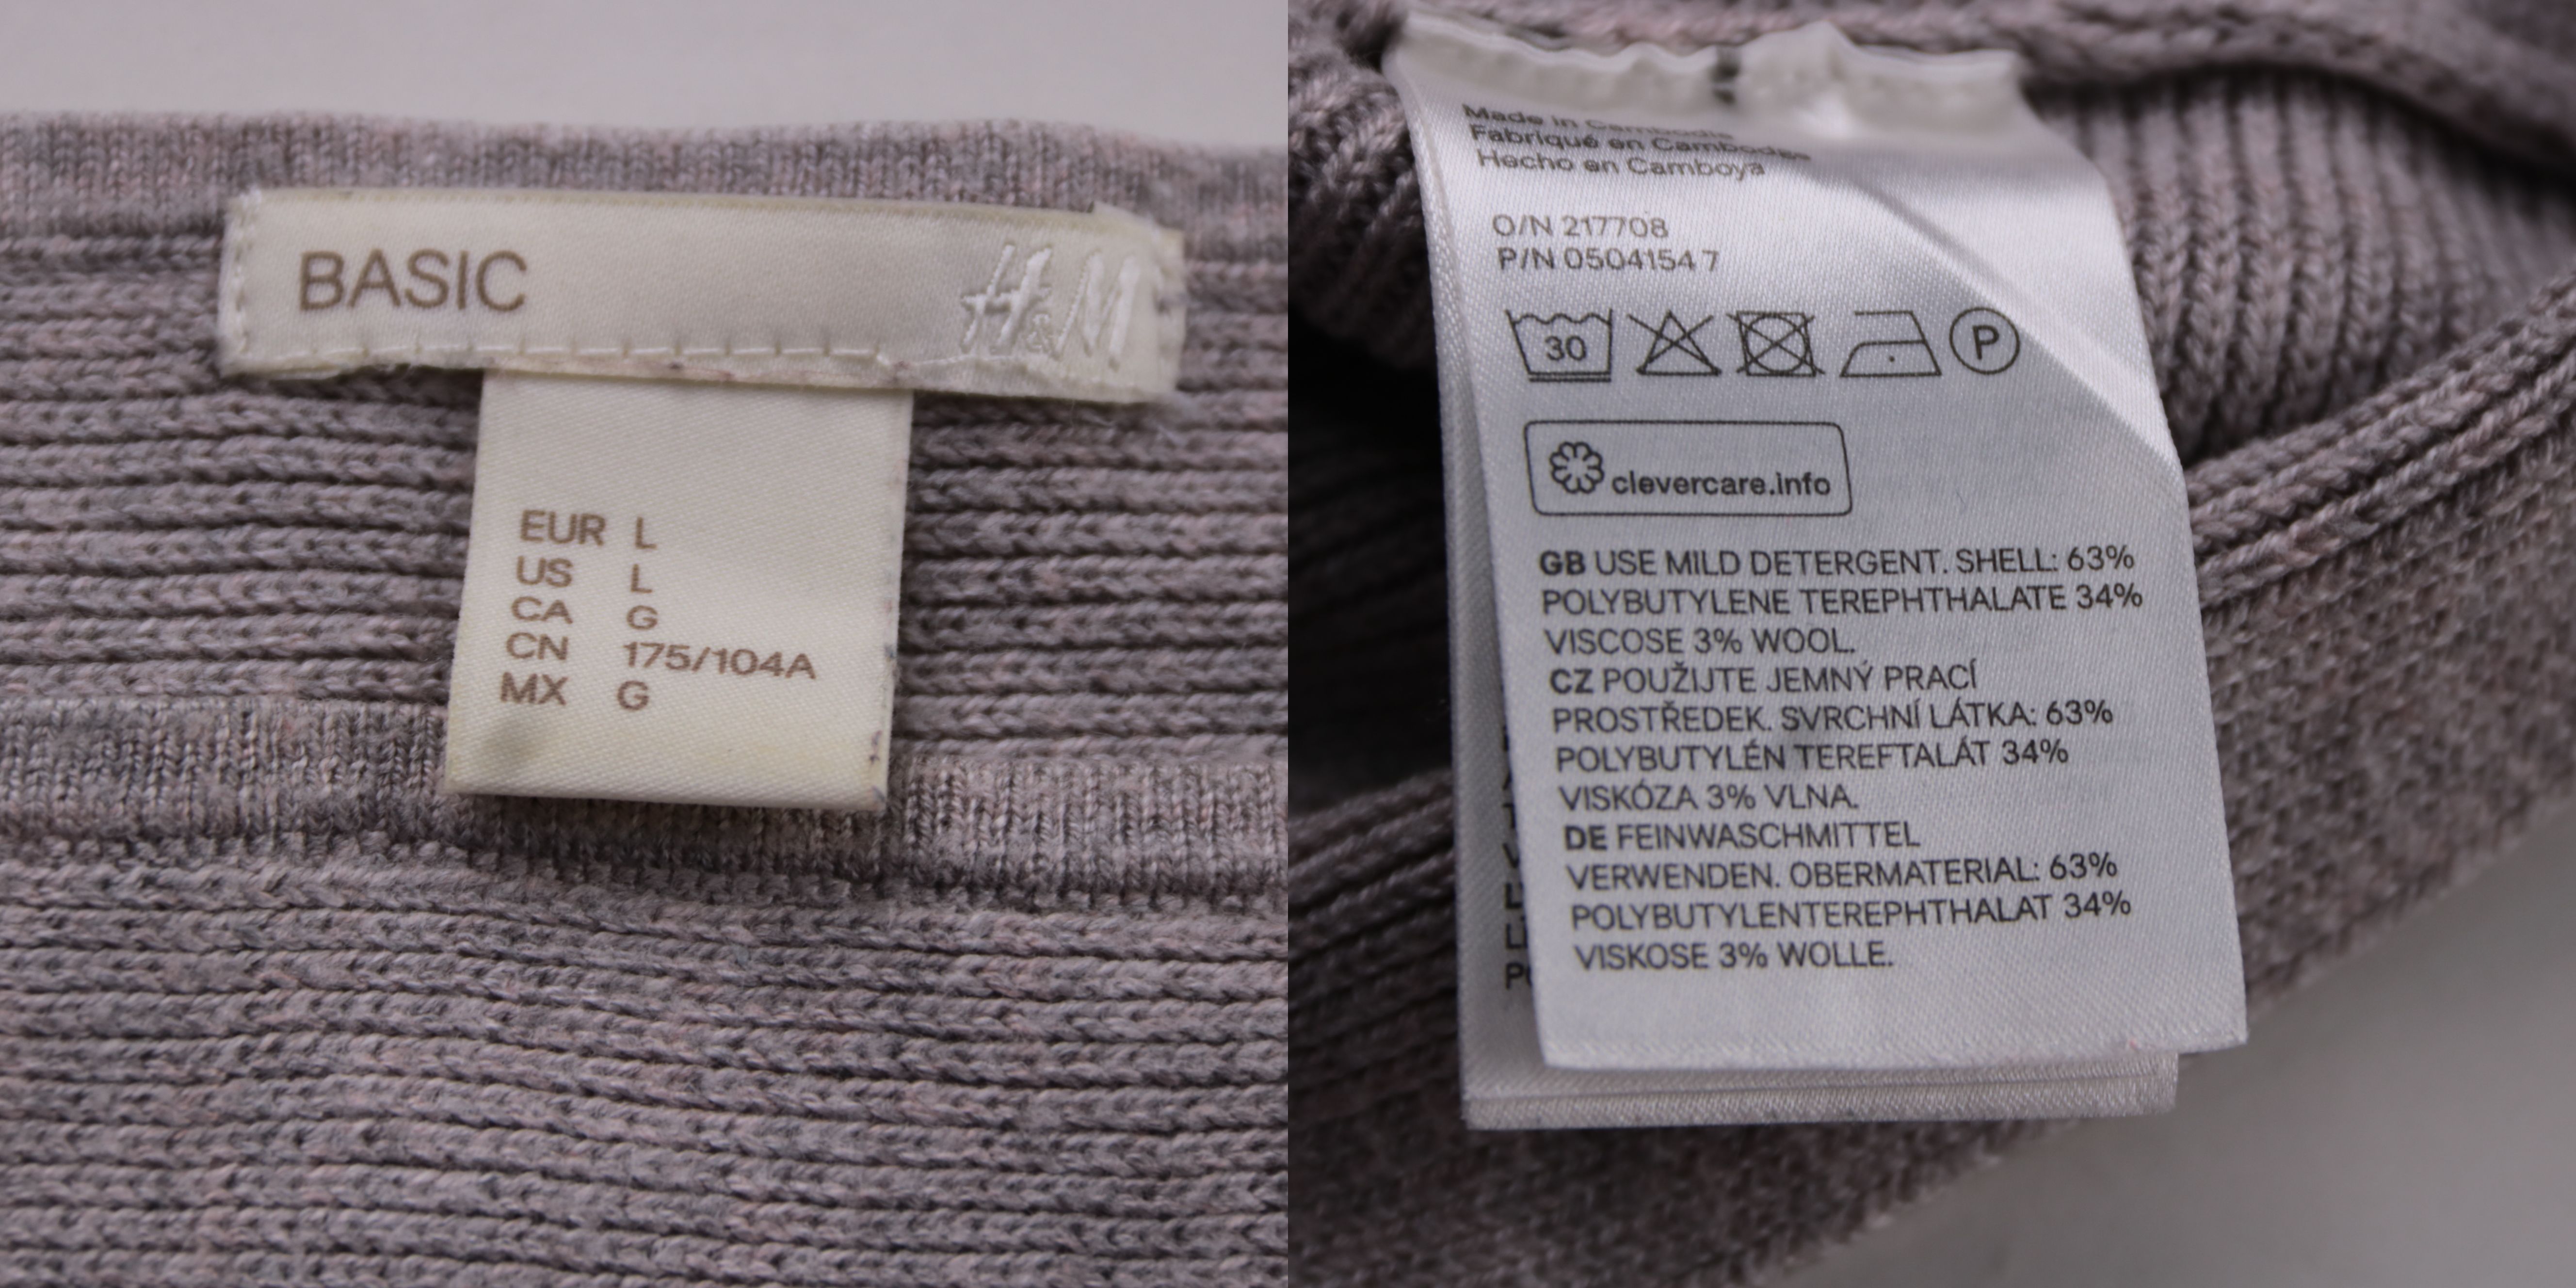 BASIC
H&M
EUR L
US L
CA G
CN 175/104A
MX G
Made in Cambodia
Fabriqué en Cambodge
Hecho en Camboya
O/N 217708
P/N 0504154 7
30
P
clevercare.info
GB USE MILD DETERGENT. SHELL: 63%
POLYBUTYLENE TEREPHTHALATE 34%
VISCOSE 3% WOOL.
CZ POUŽIJTE JEMNÝ PRACÍ
PROSTŘEDEK. SVRCHNÍ LÁTKA: 63%
POLYBUTYLÉN TEREFTALÁT 34%
VISKÓZA 3% VLNA.
DE FEINWASCHMITTEL
VERWENDEN. OBERMATERIAL: 63%
POLYBUTYLENTEREPHTHALAT 34%
VISKOSE 3% WOLLE.